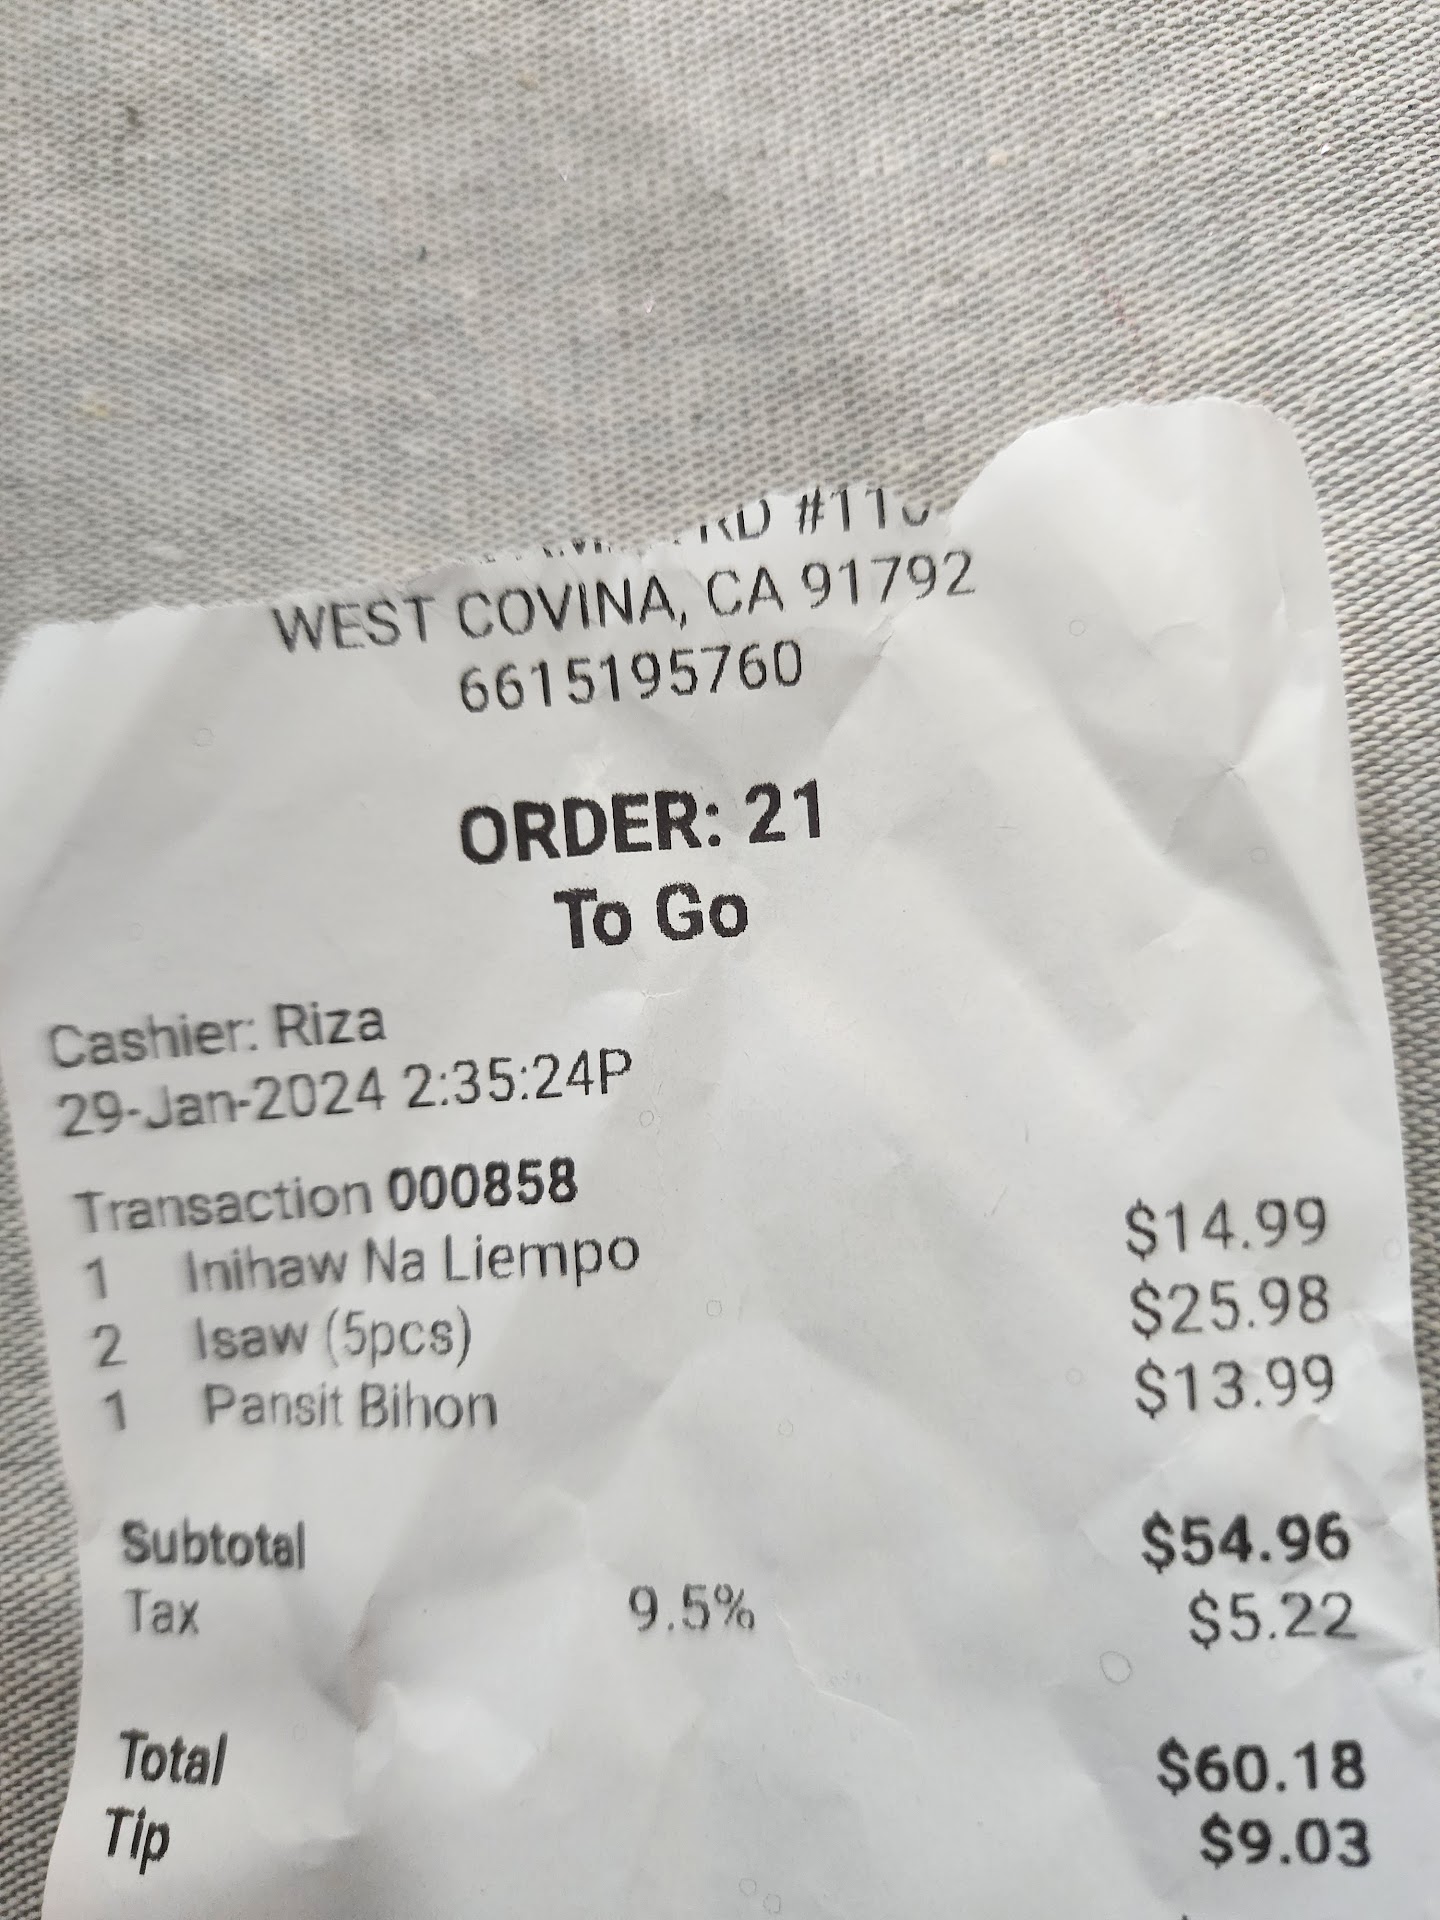 RD #110
WEST COVINA, CA 91792
6615195760
ORDER: 21
To Go
Cashier: Riza
29-Jan-2024 2:35:24P
Transaction 000858
1 Inihaw Na Liempo $14.99
2 Isaw (5pcs) $25.98
1 Pansit Bihon $13.99
Subtotal $54.96
Tax 9.5% $5.22
Total $60.18
Tip $9.03